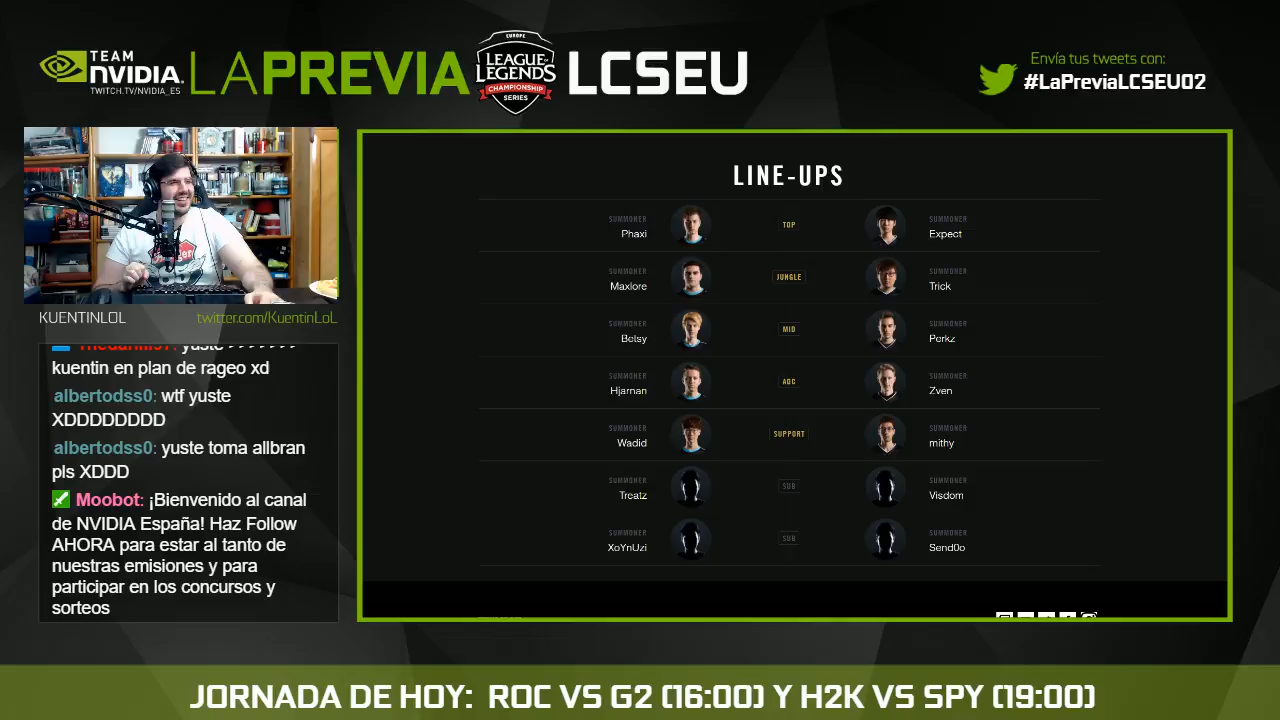 TEAM
NVIDIA.
TWITCH.TV/NVIDIA_ES
LAPREVIA
EUROPE
LEAGUE OF
LEGENDS
CHAMPIONSHIP
SERIES
LCSEU
Envía tus tweets con:
#LaPreviaLCSEU02
KUENTINLOL
twitter.com/KuentinLoL
kuentin en plan de rageo xd
albertodss0: wtf yuste
XDDDDDDDD
albertodss0: yuste toma allbran
pls XDDD
Moobot: ¡Bienvenido al canal
de NVIDIA España! Haz Follow
AHORA para estar al tanto de
nuestras emisiones y para
participar en los concursos y
sorteos
LINE-UPS
SUMMONER
Phaxi
TOP
SUMMONER
Expect
SUMMONER
Maxlore
JUNGLE
SUMMONER
Trick
SUMMONER
Betsy
MID
SUMMONER
Perkz
SUMMONER
Hjarnan
ADC
SUMMONER
Zven
SUMMONER
Wadid
SUPPORT
SUMMONER
mithy
SUMMONER
Treatz
SUB
SUMMONER
Visdom
SUMMONER
XoYnUzi
SUB
SUMMONER
Send0o
JORNADA DE HOY: ROC VS G2 (16:00) Y H2K VS SPY (19:00)